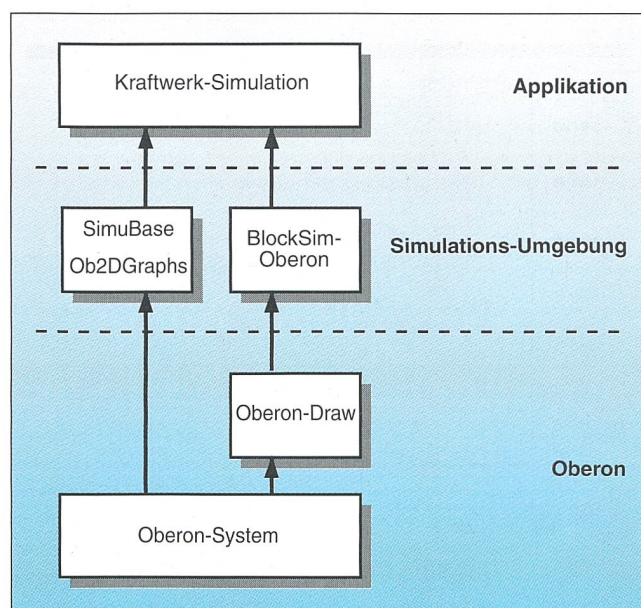 Kraftwerk-Simulation
Applikation
SimuBase
Ob2DGraphs
BlockSim-
Oberon
Simulations-Umgebung
Oberon-Draw
Oberon
Oberon-System